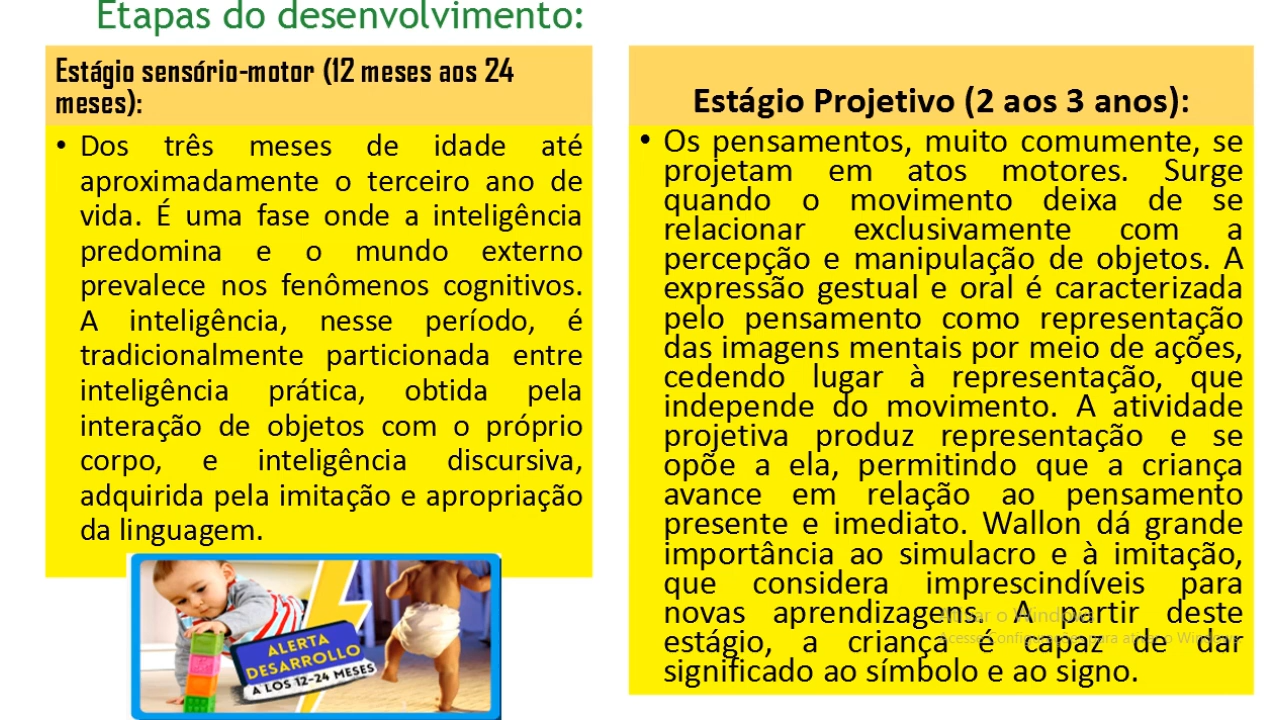 Etapas do desenvolvimento:
Estágio sensório-motor (12 meses aos 24
meses):
• Dos três meses de idade até
aproximadamente o terceiro ano de
vida. É uma fase onde a inteligência
predomina e o mundo externo
prevalece nos fenômenos cognitivos.
A inteligência, nesse período, é
tradicionalmente particionada entre
inteligência prática, obtida pela
interação de objetos com o próprio
corpo, e inteligência discursiva,
adquirida pela imitação e apropriação
da linguagem.
ALERTA
DESARROLLO
A LOS 12-24 MESES
Estágio Projetivo (2 aos 3 anos):
• Os pensamentos, muito comumente, se
projetam em atos motores. Surge
quando o movimento deixa de se
relacionar exclusivamente com a
percepção e manipulação de objetos. A
expressão gestual e oral é caracterizada
pelo pensamento como representação
das imagens mentais por meio de ações,
cedendo lugar à representação, que
independe do movimento. A atividade
projetiva produz representação e se
opõe a ela, permitindo que a criança
avance em relação ao pensamento
presente e imediato. Wallon dá grande
importância ao simulacro e à imitação,
que considera imprescindíveis para
novas aprendizagens. A partir deste
estágio, a criança é capaz de dar
significado ao símbolo e ao signo.
Ativar o Windows
Acesse Configurações para ativar o Windows.